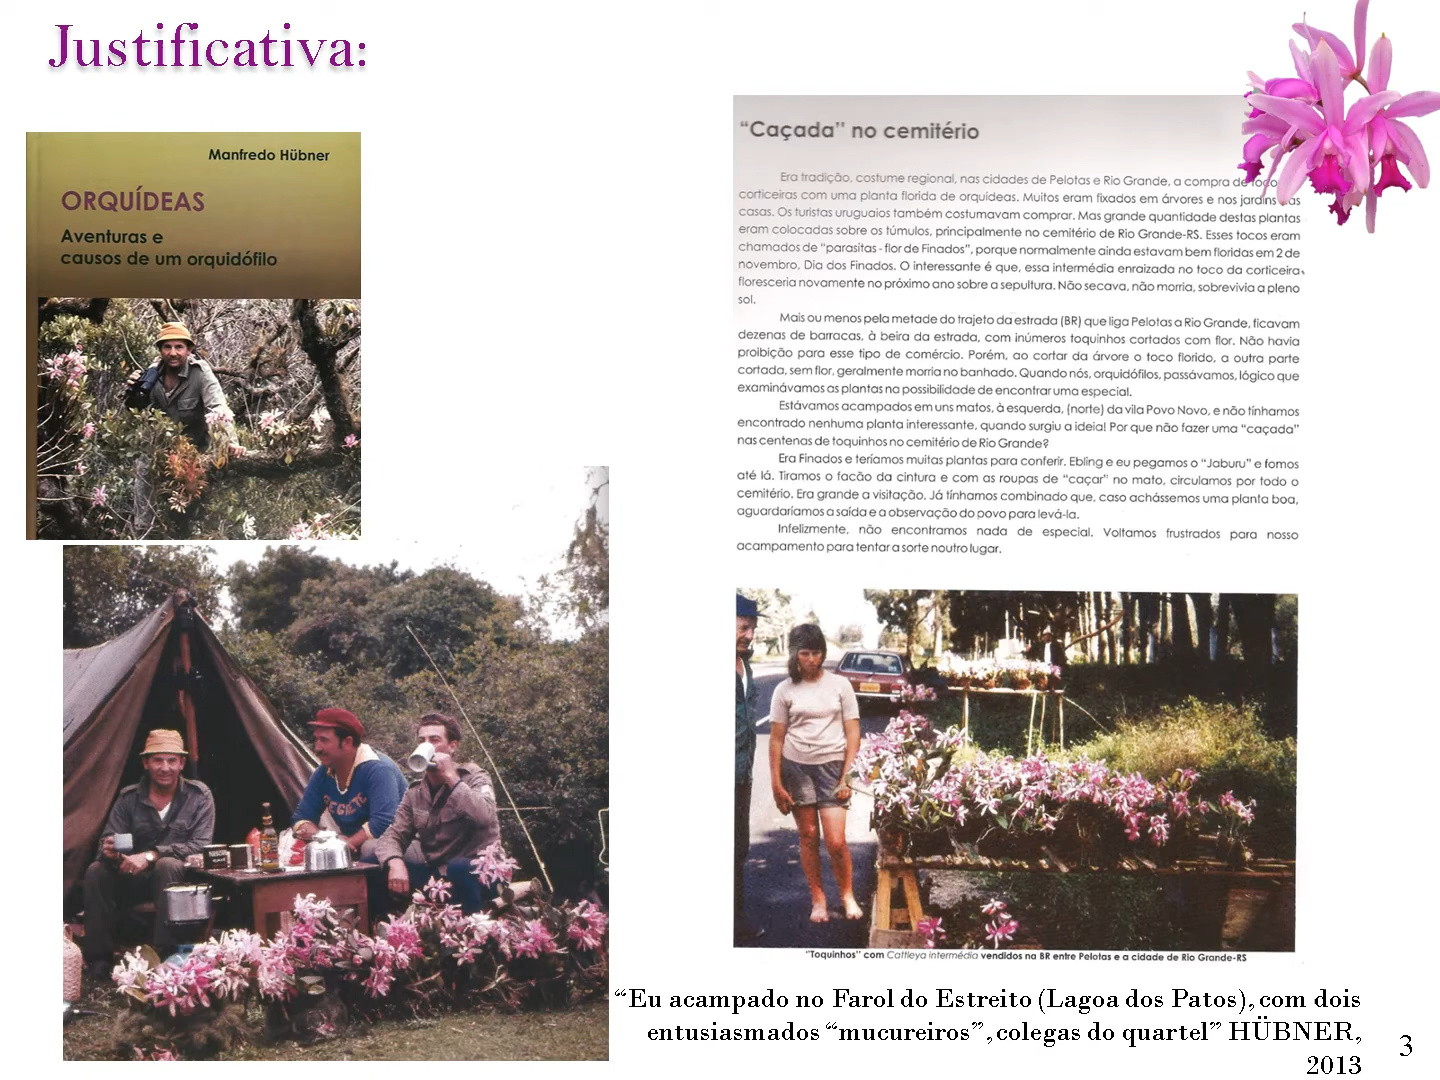 Justificativa:
Manfredo Hübner
ORQUÍDEAS
Aventuras e
causos de um orquidófilo
“Caçada” no cemitério
Era tradição, costume regional, nas cidades de Pelotas e Rio Grande, a compra de
corticeiras com uma planta florida de orquídeas. Muitos eram fixados em árvores e nos jardins
casas. Os turistas uruguaios também costumavam comprar. Mas grande quantidade destas plantas
eram colocadas sobre os túmulos, principalmente no cemitério de Rio Grande-RS. Esses tocos eram
chamados de “parasitas - flor de Finados”, porque normalmente ainda estavam bem floridas em 2 de
novembro, Dia dos Finados. O interessante é que, essa intermédia enraizada no toco da corticeira,
floresceria novamente no próximo ano sobre a sepultura. Não secava, não morria, sobrevivia a pleno
sol.
Mais ou menos pela metade do trajeto da estrada (BR) que liga Pelotas a Rio Grande, ficavam
dezenas de barracas, à beira da estrada, com inúmeros toquinhos cortados com flor. Não havia
proibição para esse tipo de comércio. Porém, ao cortar da árvore o toco florido, a outra parte
cortada, sem flor, geralmente morria no banhado. Quando nós, orquidófilos, passávamos, lógico que
examinávamos as plantas na possibilidade de encontrar uma especial.
Estávamos acampados em uns matos, à esquerda, (norte) da vila Povo Novo, e não tínhamos
encontrado nenhuma planta interessante, quando surgiu a ideia! Por que não fazer uma “caçada”
nas centenas de toquinhos no cemitério de Rio Grande?
Era Finados e teríamos muitas plantas para conferir. Ebling e eu pegamos o “Jaburu” e fomos
até lá. Tiramos o facão da cintura e com as roupas de “caçar” no mato, circulamos por todo o
cemitério. Era grande a visitação. Já tínhamos combinado que, caso achássemos uma planta boa,
aguardaríamos a saída e a observação do povo para levá-la.
Infelizmente, não encontramos nada de especial. Voltamos frustrados para nosso
acampamento para tentar a sorte noutro lugar.
“Toquinhos” com Cattleya intermédia vendidos na BR entre Pelotas e a cidade de Rio Grande-RS
“Eu acampado no Farol do Estreito (Lagoa dos Patos), com dois
entusiasmados “mucureiros”, colegas do quartel” HÜBNER,
2013
3